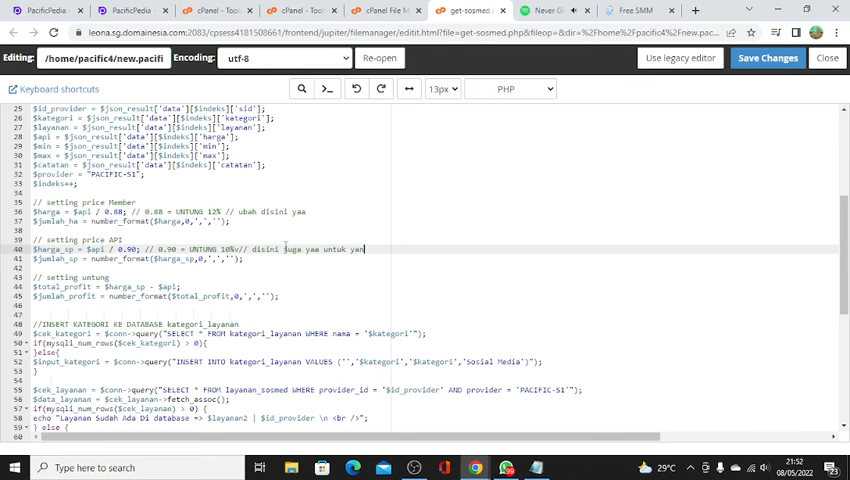 PacificPedia -
PacificPedia -
cPanel - Tools
cPanel - Tools
cPanel File M
get-sosmed.p
Never G
Free SMM
leona.sg.domanesia.com:2083/cpsess4181508661/frontend/jupiter/filemanager/editit.html?file=get-sosmed.php&fileop=&dir=%2Fhome%2Fpacific4%2Fnew.pac...
Editing:
/home/pacific4/new.pacifi
Encoding:
utf-8
Re-open
Use legacy editor
Save Changes
Close
Keyboard shortcuts
13px
PHP
25 $id_provider = $json_result['data'][$indeks]['sid'];
26 $kategori = $json_result['data'][$indeks]['kategori'];
27 $layanan = $json_result['data'][$indeks]['layanan'];
28 $api = $json_result['data'][$indeks]['harga'];
29 $min = $json_result['data'][$indeks]['min'];
30 $max = $json_result['data'][$indeks]['max'];
31 $catatan = $json_result['data'][$indeks]['catatan'];
32 $provider = "PACIFIC-S1";
33 $indeks++;
34
35 // setting price Member
36 $harga = $api / 0.88; // 0.88 = UNTUNG 12% // ubah disini yaa
37 $jumlah_ha = number_format($harga,0,',','');
38
39 // setting price API
40 $harga_sp = $api / 0.90; // 0.90 = UNTUNG 10%v// disini juga yaa untuk yan
41 $jumlah_sp = number_format($harga_sp,0,',','');
42
43 // setting untung
44 $total_profit = $harga_sp - $api;
45 $jumlah_profit = number_format($total_profit,0,',','');
46
47
48 //INSERT KATEGORI KE DATABASE kategori_layanan
49 $cek_kategori = $conn->query("SELECT * FROM kategori_layanan WHERE nama = '$kategori'");
50 if(mysqli_num_rows($cek_kategori) > 0){
51 }else{
52 $input_kategori = $conn->query("INSERT INTO kategori_layanan VALUES ('','$kategori','$kategori','Sosial Media')");
53 }
54
55 $cek_layanan = $conn->query("SELECT * FROM layanan_sosmed WHERE provider_id = '$id_provider' AND provider = 'PACIFIC-S1'");
56 $data_layanan = $cek_layanan->fetch_assoc();
57 if(mysqli_num_rows($cek_layanan) > 0) {
58 echo "Layanan Sudah Ada Di database => $layanan2 | $id_provider \n <br />";
59 } else {
60
Type here to search
29°C
21:52
08/05/2022